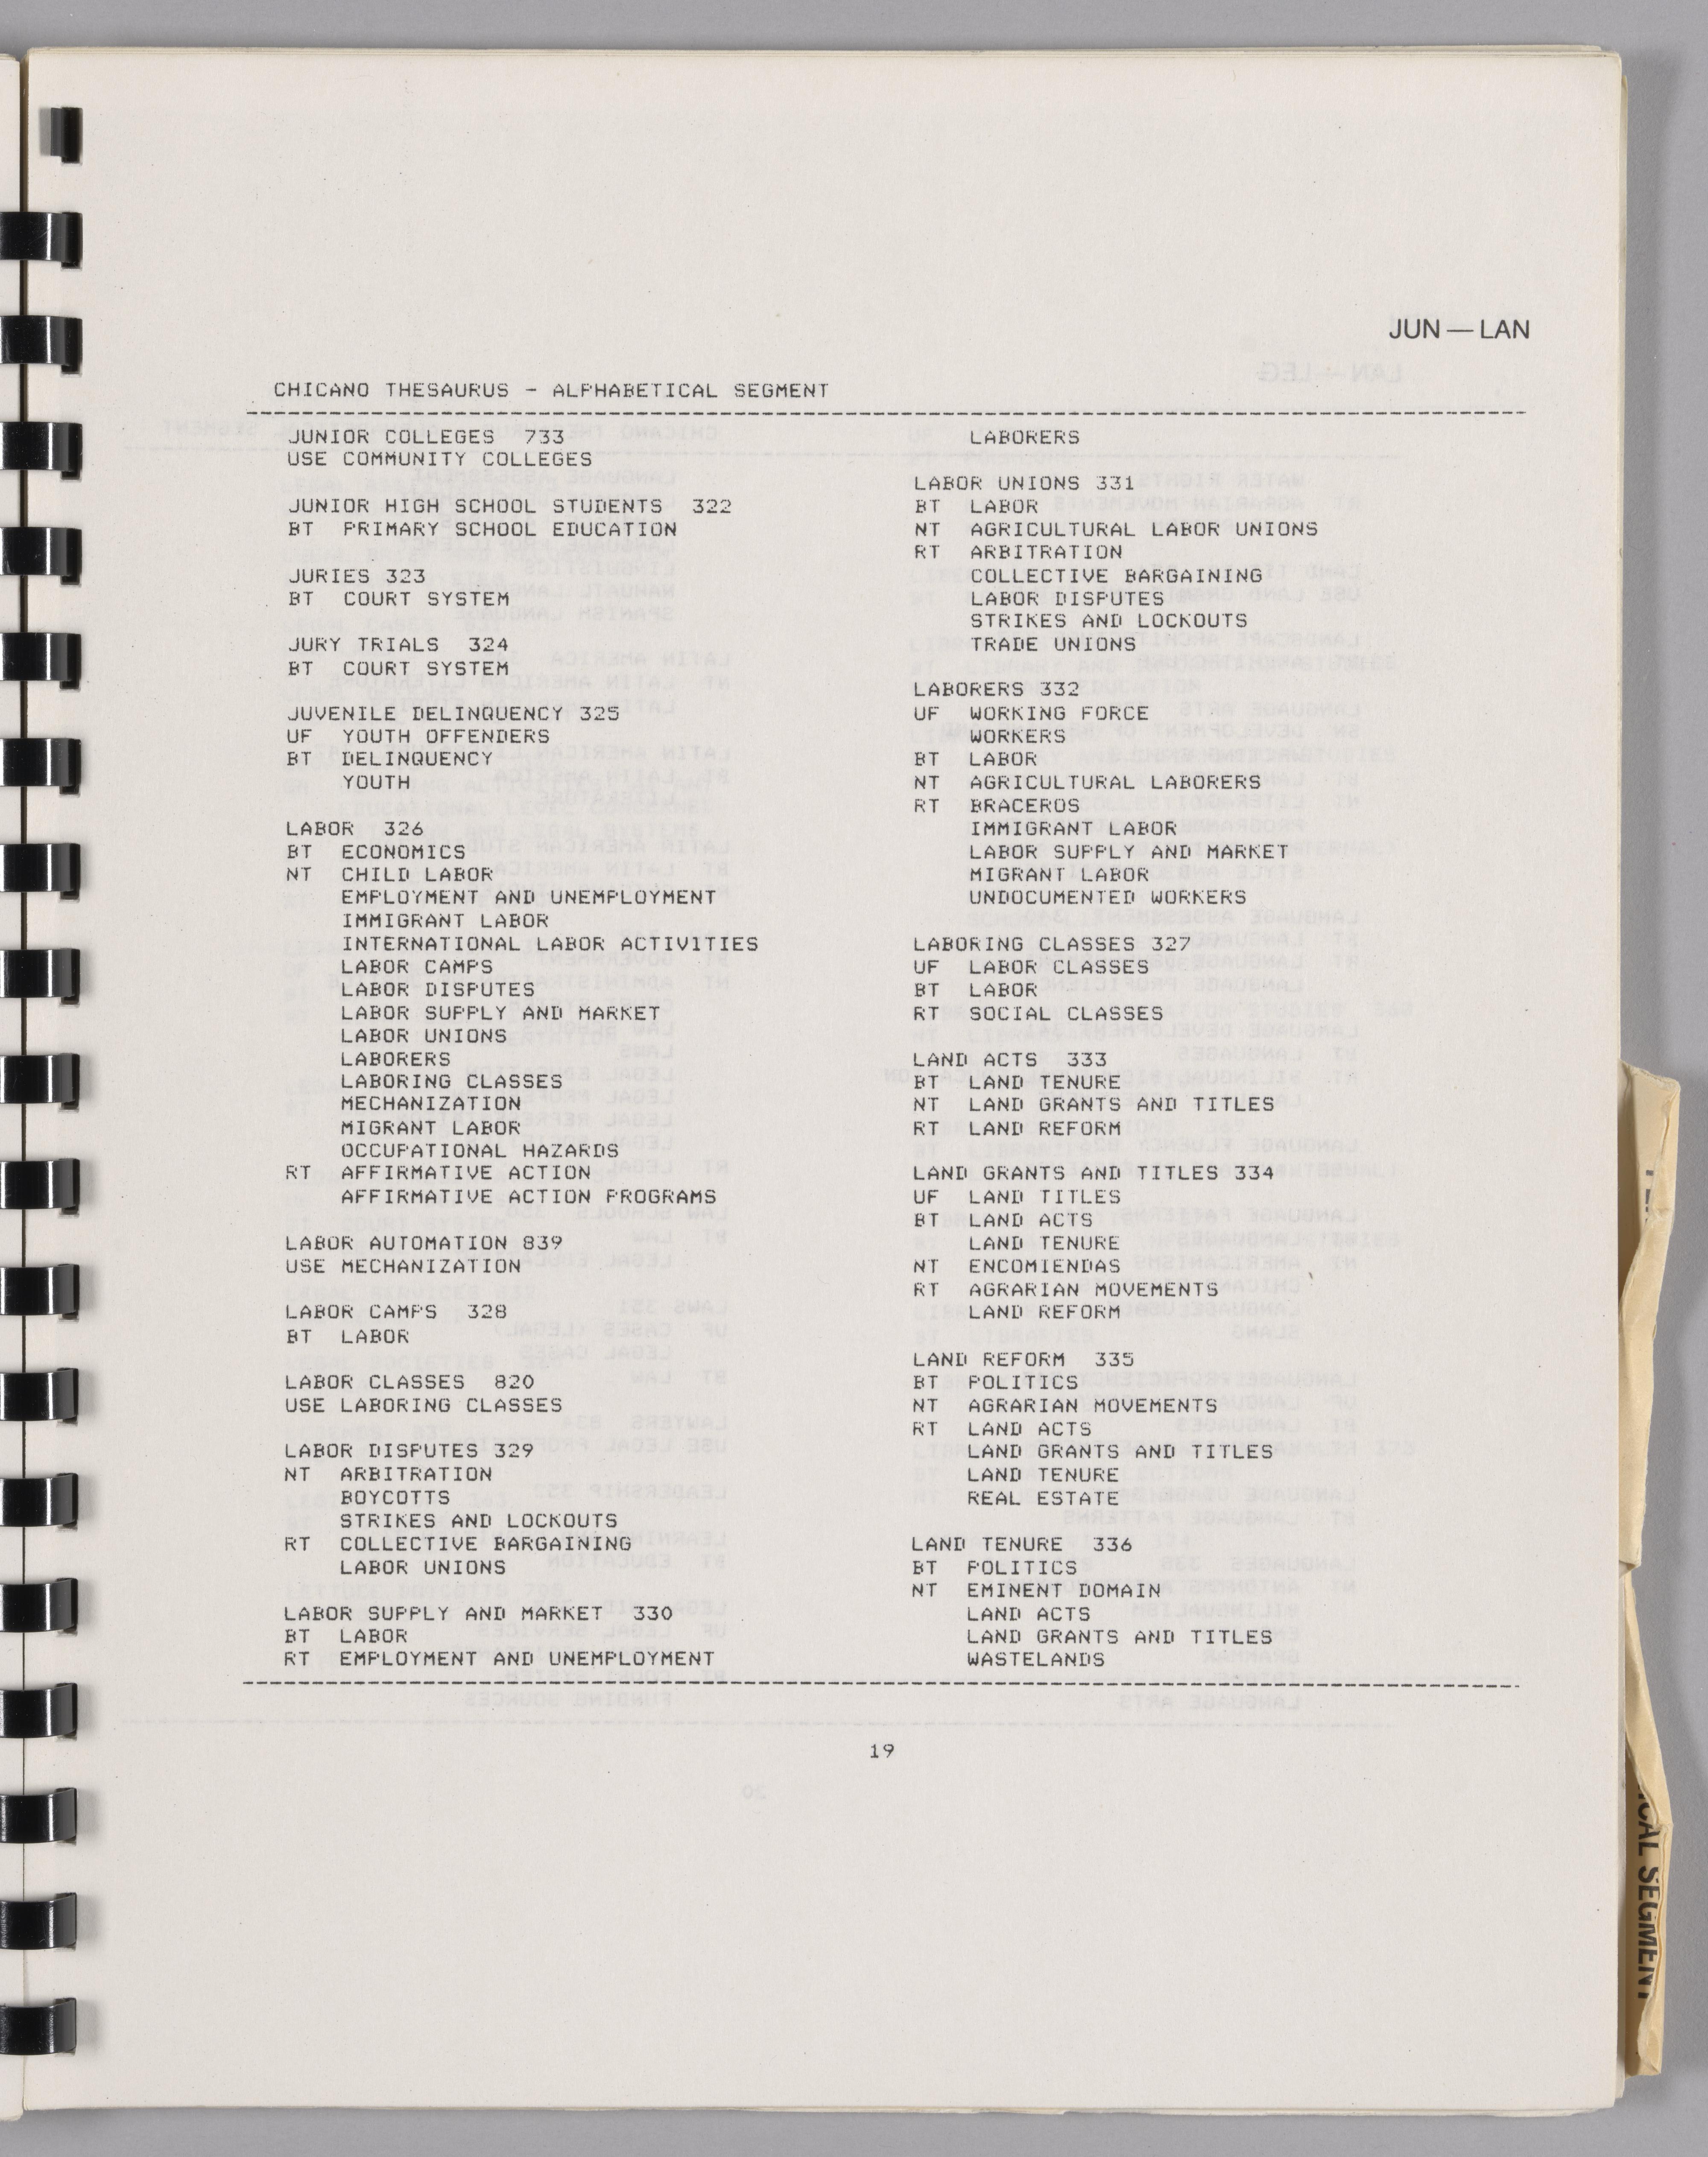 JUN — LAN
CHICANO THESAURUS - ALPHABETICAL SEGMENT
JUNIOR COLLEGES 733
USE COMMUNITY COLLEGES
JUNIOR HIGH SCHOOL STUDENTS 322
BT PRIMARY SCHOOL EDUCATION
JURIES 323
BT COURT SYSTEM
JURY TRIALS 324
BT COURT SYSTEM
JUVENILE DELINQUENCY 325
UF YOUTH OFFENDERS
BT DELINQUENCY
YOUTH
LABOR 326
BT ECONOMICS
NT CHILD LABOR
EMPLOYMENT AND UNEMPLOYMENT
IMMIGRANT LABOR
INTERNATIONAL LABOR ACTIVITIES
LABOR CAMPS
LABOR DISPUTES
LABOR SUPPLY AND MARKET
LABOR UNIONS
LABORERS
LABORING CLASSES
MECHANIZATION
MIGRANT LABOR
OCCUPATIONAL HAZARDS
RT AFFIRMATIVE ACTION
AFFIRMATIVE ACTION PROGRAMS
LABOR AUTOMATION 839
USE MECHANIZATION
LABOR CAMPS 328
BT LABOR
LABOR CLASSES 820
USE LABORING CLASSES
LABOR DISPUTES 329
NT ARBITRATION
BOYCOTTS
STRIKES AND LOCKOUTS
RT COLLECTIVE BARGAINING
LABOR UNIONS
LABOR SUPPLY AND MARKET 330
BT LABOR
RT EMPLOYMENT AND UNEMPLOYMENT
LABORERS
LABOR UNIONS 331
BT LABOR
NT AGRICULTURAL LABOR UNIONS
RT ARBITRATION
COLLECTIVE BARGAINING
LABOR DISPUTES
STRIKES AND LOCKOUTS
TRADE UNIONS
LABORERS 332
UF WORKING FORCE
WORKERS
BT LABOR
NT AGRICULTURAL LABORERS
RT BRACEROS
IMMIGRANT LABOR
LABOR SUPPLY AND MARKET
MIGRANT LABOR
UNDOCUMENTED WORKERS
LABORING CLASSES 327
UF LABOR CLASSES
BT LABOR
RT SOCIAL CLASSES
LAND ACTS 333
BT LAND TENURE
NT LAND GRANTS AND TITLES
RT LAND REFORM
LAND GRANTS AND TITLES 334
UF LAND TITLES
BT LAND ACTS
LAND TENURE
NT ENCOMIENDAS
RT AGRARIAN MOVEMENTS
LAND REFORM
LAND REFORM 335
BT POLITICS
NT AGRARIAN MOVEMENTS
RT LAND ACTS
LAND GRANTS AND TITLES
LAND TENURE
REAL ESTATE
LAND TENURE 336
BT POLITICS
NT EMINENT DOMAIN
LAND ACTS
LAND GRANTS AND TITLES
WASTELANDS
19
SEGMENT